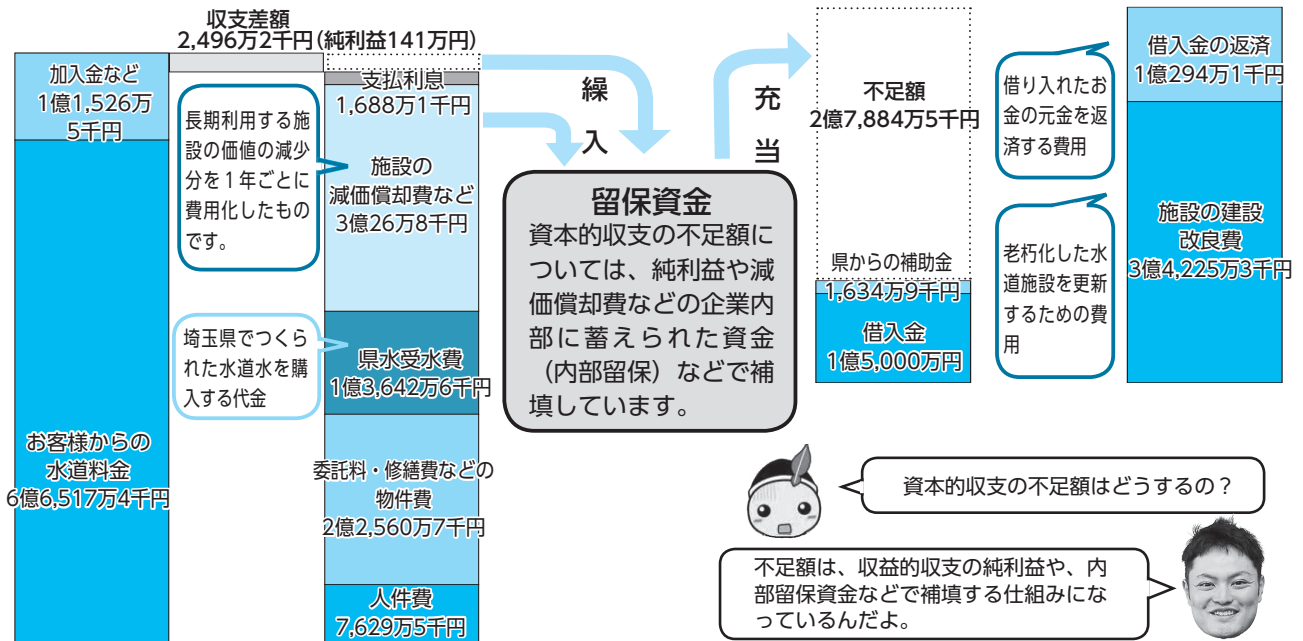 収支差額
2,496万2千円(純利益141万円)
加入金など
1億1,526万
5千円
お客様からの
水道料金
6億6,517万4千円
長期利用する施
設の価値の減少
分を1年ごとに
費用化したもの
です。
埼玉県でつくら
れた水道水を購
入する代金
支払利息
1,688万1千円
施設の
減価償却費など
3億26万8千円
県水受水費
1億3,642万6千円
委託料・修繕費などの
物件費
2億2,560万7千円
人件費
7,629万5千円
繰入
充当
留保資金
資本的収支の不足額に
ついては、純利益や減
価償却費などの企業内
部に蓄えられた資金
(内部留保)などで補
填しています。
不足額
2億7,884万5千円
県からの補助金
1,634万9千円
借入金
1億5,000万円
借り入れたお
金の元金を返
済する費用
老朽化した水
道施設を更新
するための費
用
借入金の返済
1億294万1千円
施設の建設
改良費
3億4,225万3千円
資本的収支の不足額はどうするの?
不足額は、収益的収支の純利益や、内
部留保資金などで補填する仕組みにな
っているんだよ。